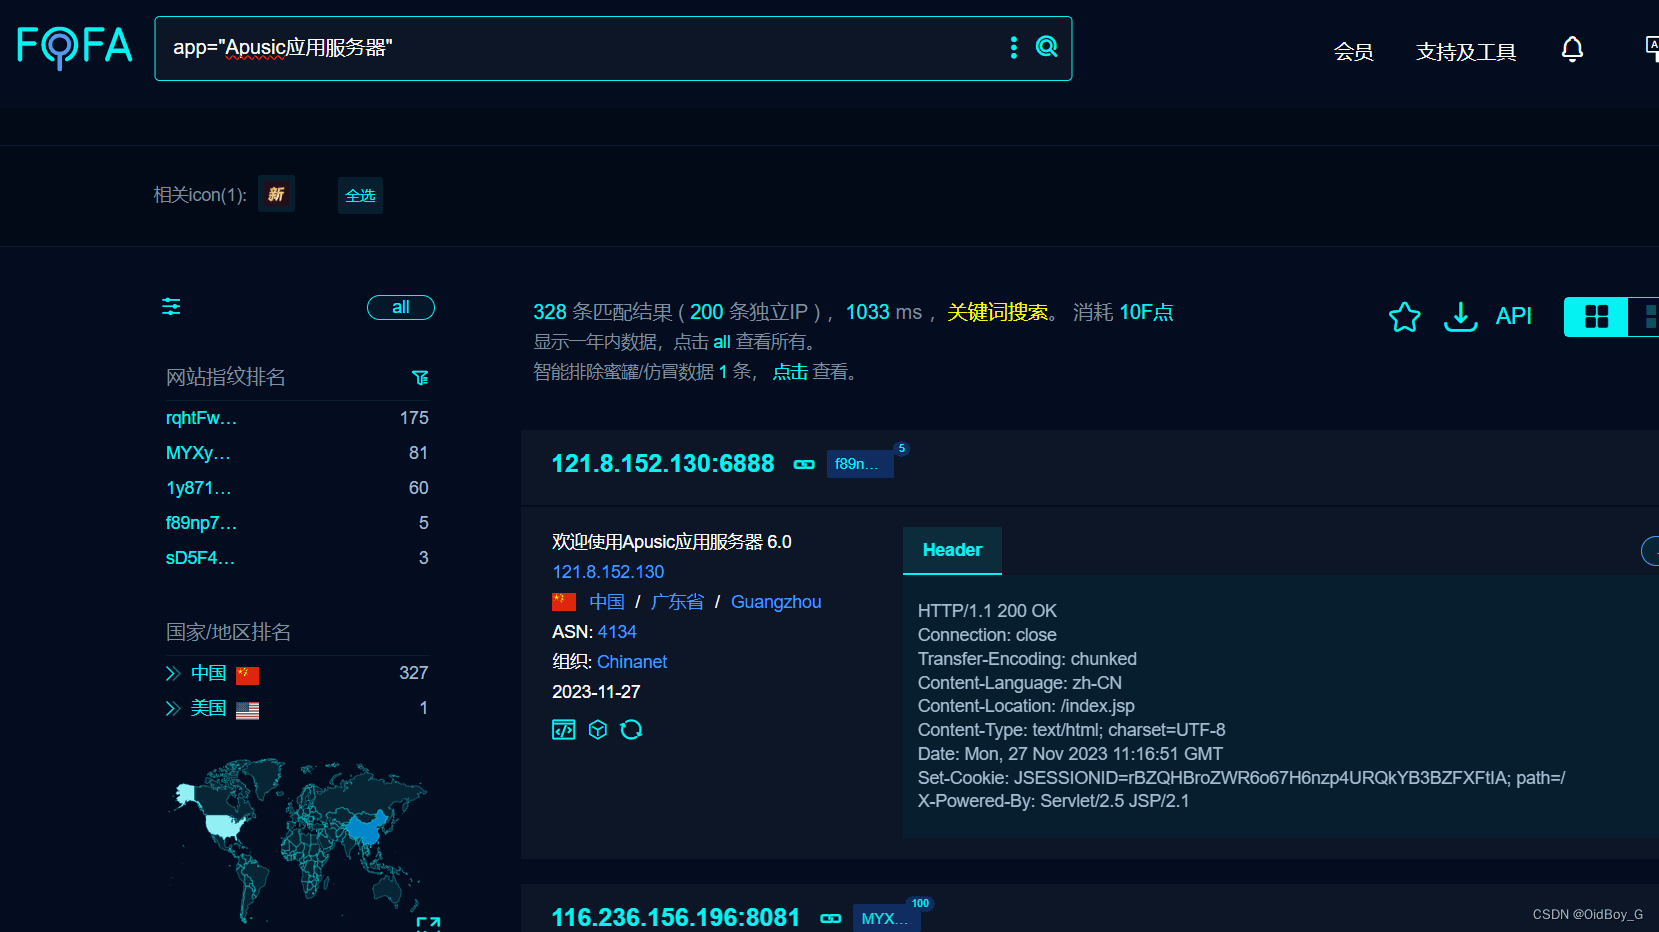 FOFA
app="Apusic应用服务器"
会员
支持及工具
相关icon(1):
新
全选
all
网站指纹排名
rqhtFw... 175
MYXy... 81
1y871... 60
f89np7... 5
sD5F4... 3
国家/地区排名
中国 327
美国 1
328 条匹配结果 ( 200 条独立IP ) ，1033 ms ，关键词搜索。 消耗 10F点
显示一年内数据，点击 all 查看所有。
智能排除蜜罐/仿冒数据 1 条， 点击 查看。
API
121.8.152.130:6888
f89n...
5
欢迎使用Apusic应用服务器 6.0
121.8.152.130
中国 / 广东省 / Guangzhou
ASN: 4134
组织: Chinanet
2023-11-27
Header
HTTP/1.1 200 OK
Connection: close
Transfer-Encoding: chunked
Content-Language: zh-CN
Content-Location: /index.jsp
Content-Type: text/html; charset=UTF-8
Date: Mon, 27 Nov 2023 11:16:51 GMT
Set-Cookie: JSESSIONID=rBZQHBroZWR6o67H6nzp4URQkYB3BZFXFtIA; path=/
X-Powered-By: Servlet/2.5 JSP/2.1
116.236.156.196:8081
MYX...
100
CSDN @OidBoy_G